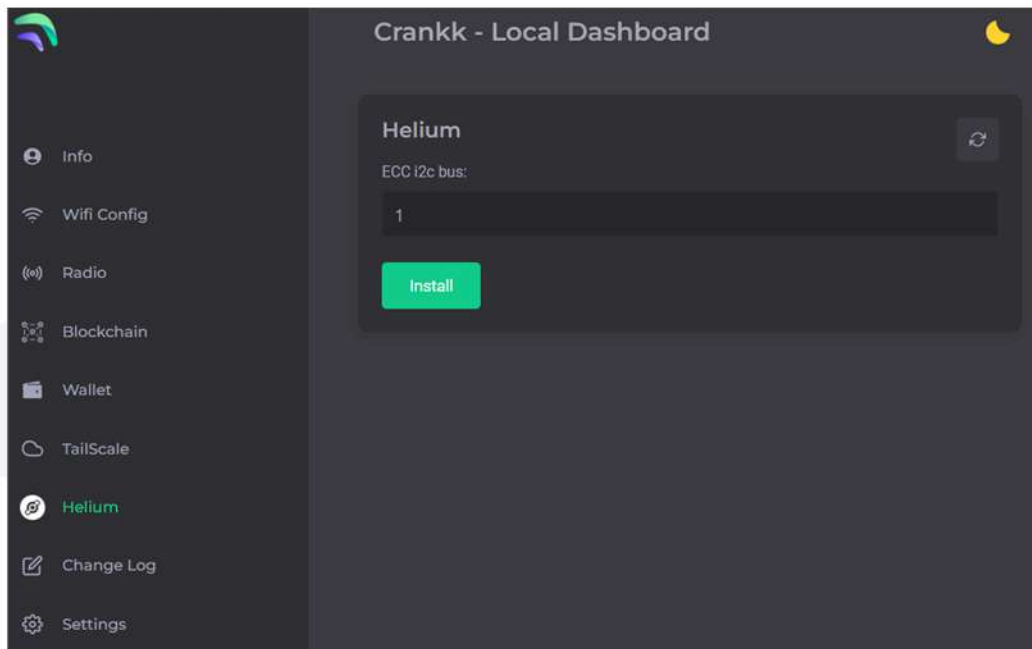 Crankk - Local Dashboard
Info
Wifi Config
Radio
Blockchain
Wallet
TailScale
Helium
Change Log
Settings
Helium
ECC i2c bus:
1
Install